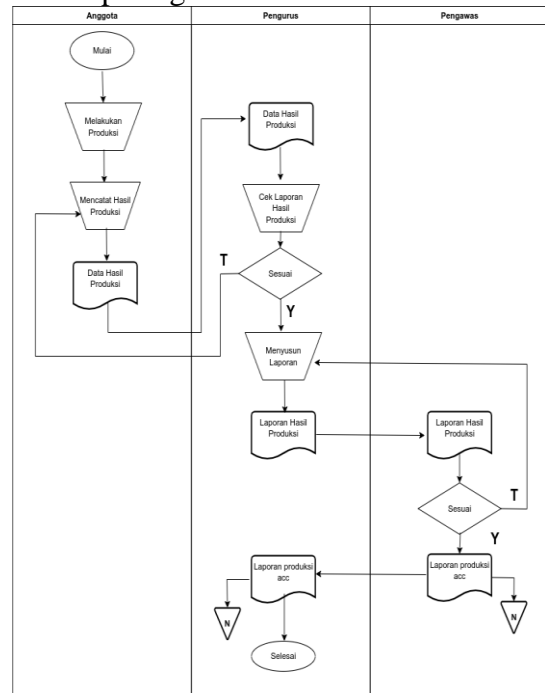 Anggota
Pengurus
Pengawas
Mulai
Melakukan
Produksi
Mencatat Hasil
Produksi
Data Hasil
Produksi
Data Hasil
Produksi
Cek Laporan
Hasil
Produksi
T
Sesuai
Y
Menyusun
Laporan
Laporan Hasil
Produksi
Laporan Hasil
Produksi
T
Sesuai
Y
Laporan produksi
acc
N
Laporan produksi
acc
N
Selesai